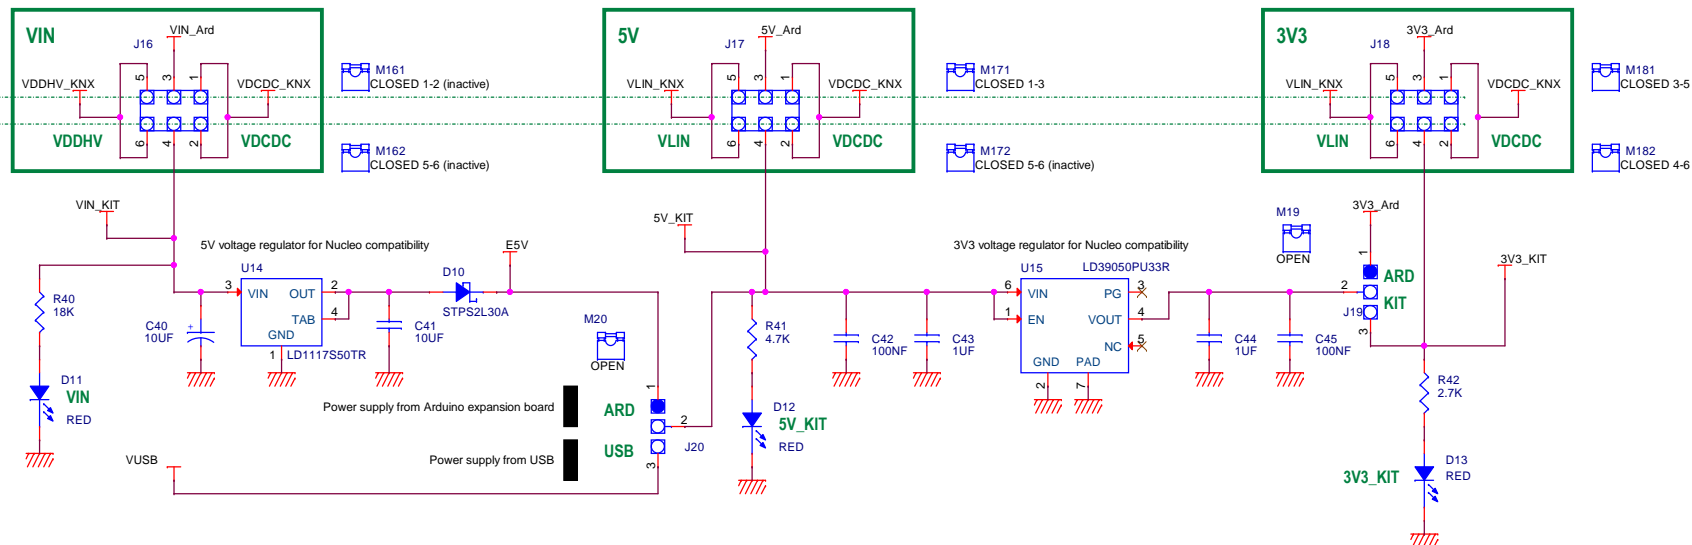 VIN
VIN_Ard
J16
VDDHV_KNX
5
3
1
VDCDC_KNX
6
4
2
VDDHV
VDCDC
M161
CLOSED 1-2 (inactive)
M162
CLOSED 5-6 (inactive)
5V
5V_Ard
J17
VLIN_KNX
5
3
1
VDCDC_KNX
6
4
2
VLIN
VDCDC
M171
CLOSED 1-3
M172
CLOSED 5-6 (inactive)
3V3
3V3_Ard
J18
VLIN_KNX
5
3
1
VDCDC_KNX
6
4
2
VLIN
VDCDC
M181
CLOSED 3-5
M182
CLOSED 4-6
VIN_KIT
5V voltage regulator for Nucleo compatibility
E5V
U14
D10
STPS2L30A
3
VIN
OUT
2
TAB
4
GND
1
LD1117S50TR
R40
18K
C40
10UF
+
C41
10UF
D11
VIN
RED
M20
OPEN
Power supply from Arduino expansion board
ARD
1
2
USB
J20
3
Power supply from USB
VUSB
5V_KIT
R41
4.7K
D12
5V_KIT
RED
C42
100NF
C43
1UF
3V3 voltage regulator for Nucleo compatibility
U15
LD39050PU33R
6
VIN
PG
3
1
EN
VOUT
4
NC
5
GND
PAD
2
7
C44
1UF
C45
100NF
M19
OPEN
3V3_Ard
1
ARD
2
KIT
J19
3
3V3_KIT
R42
2.7K
3V3_KIT
D13
RED